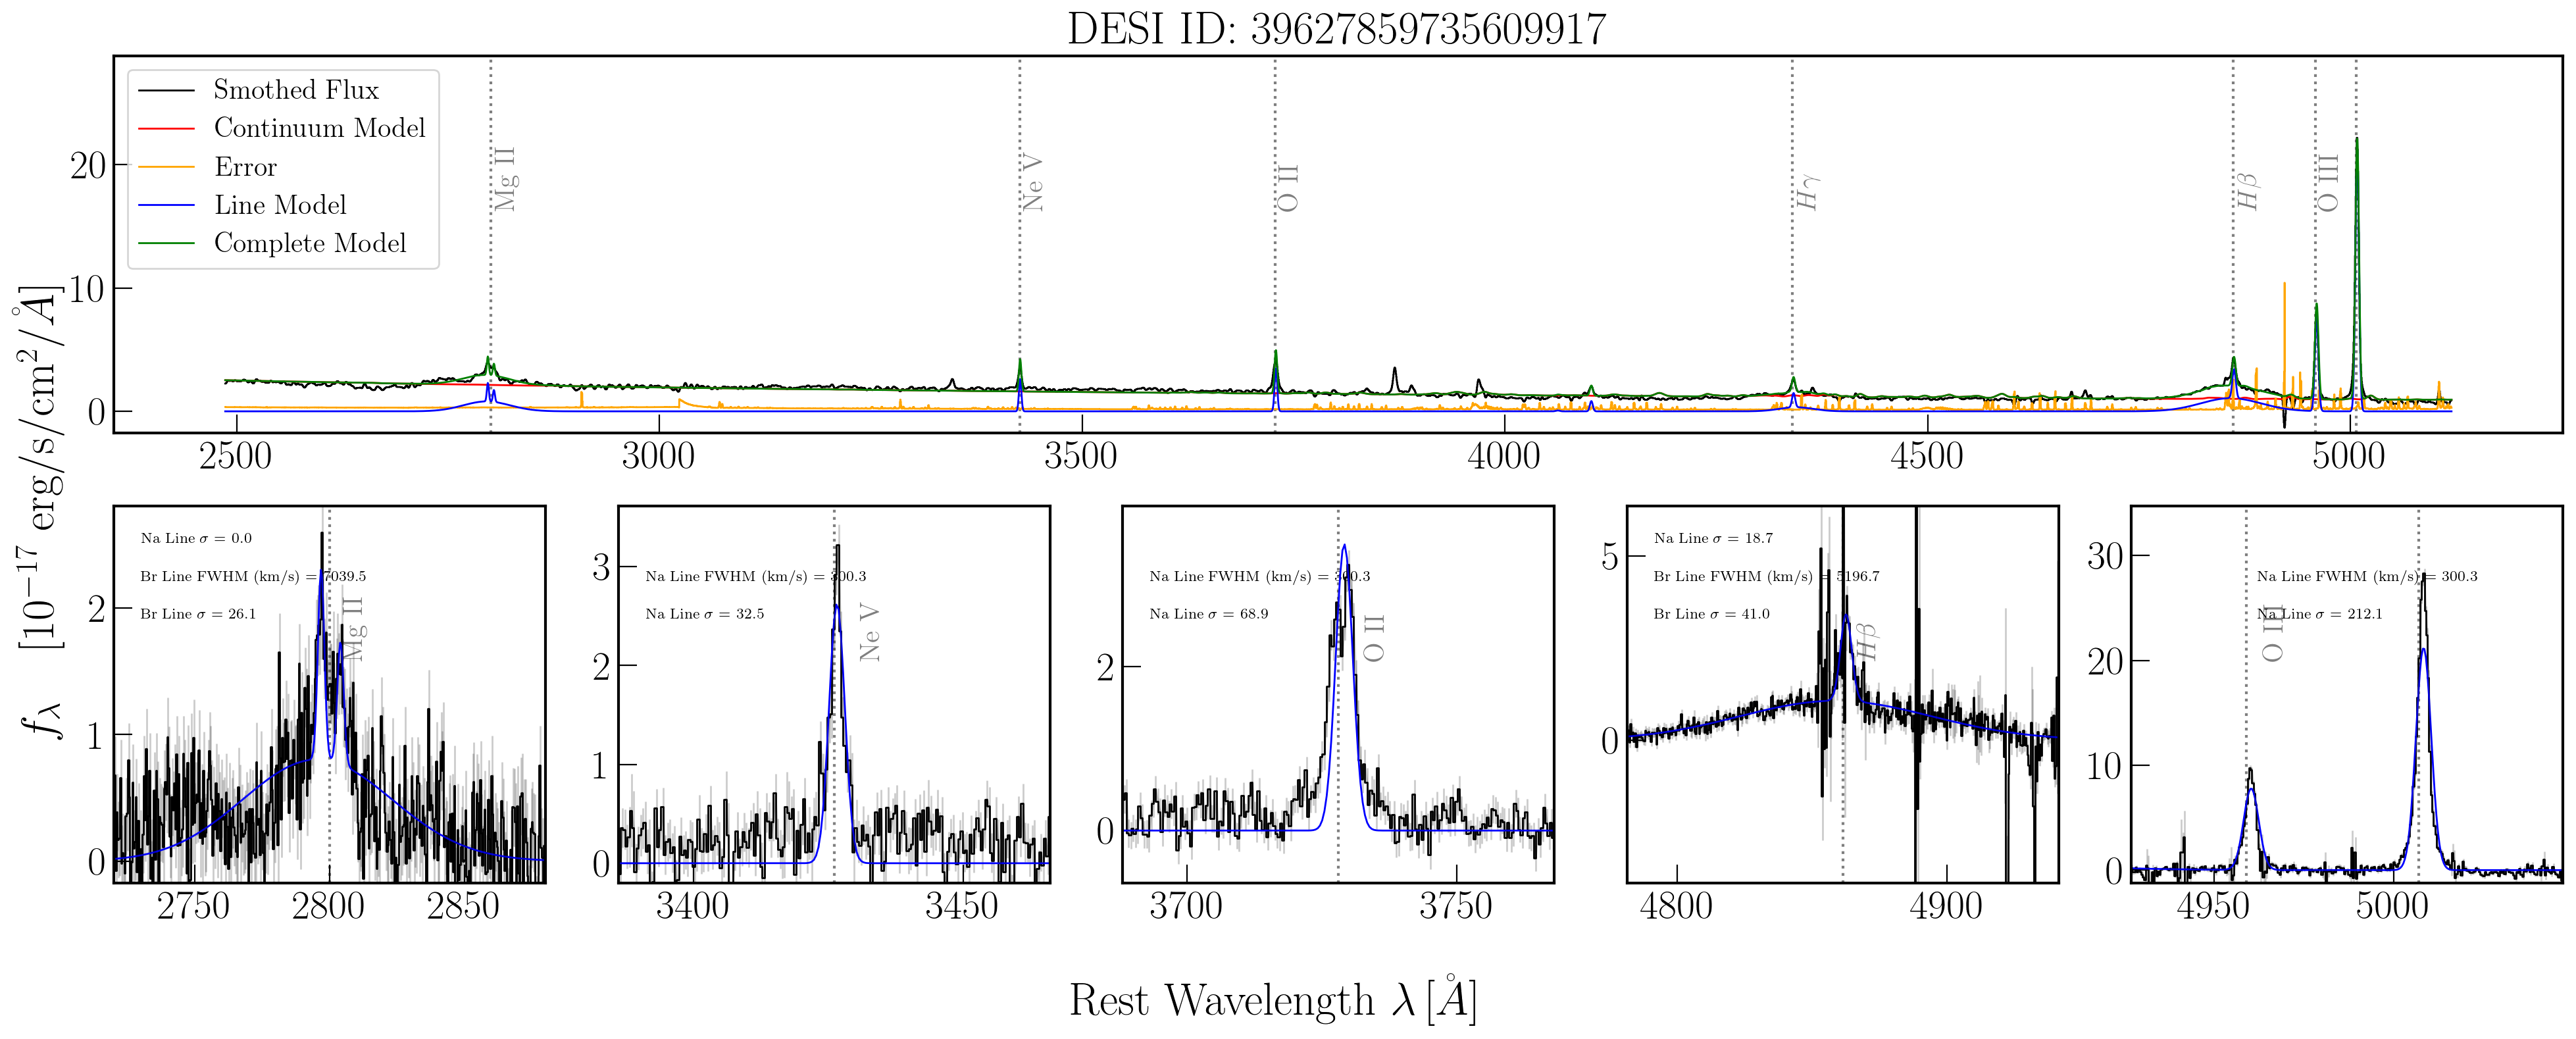 DESI ID: 39627859735609917
Smothed Flux
Continuum Model
Error
Line Model
Complete Model
Mg II
Ne V
O II
Hγ
Hβ
O III
20
10
0
2500 3000 3500 4000 4500 5000
f_λ [10^{-17} erg/s/cm^2/Å]
Na Line σ = 0.0
Br Line FWHM (km/s) = 7039.5
Br Line σ = 26.1
Mg II
2
1
0
2750 2800 2850
Na Line FWHM (km/s) = 300.3
Na Line σ = 32.5
Ne V
3
2
1
0
3400 3450
Na Line FWHM (km/s) = 300.3
Na Line σ = 68.9
O II
2
0
3700 3750
Na Line σ = 18.7
Br Line FWHM (km/s) = 5196.7
Br Line σ = 41.0
Hβ
5
0
4800 4900
Na Line FWHM (km/s) = 300.3
Na Line σ = 212.1
O III
30
20
10
0
4950 5000
Rest Wavelength λ [Å]